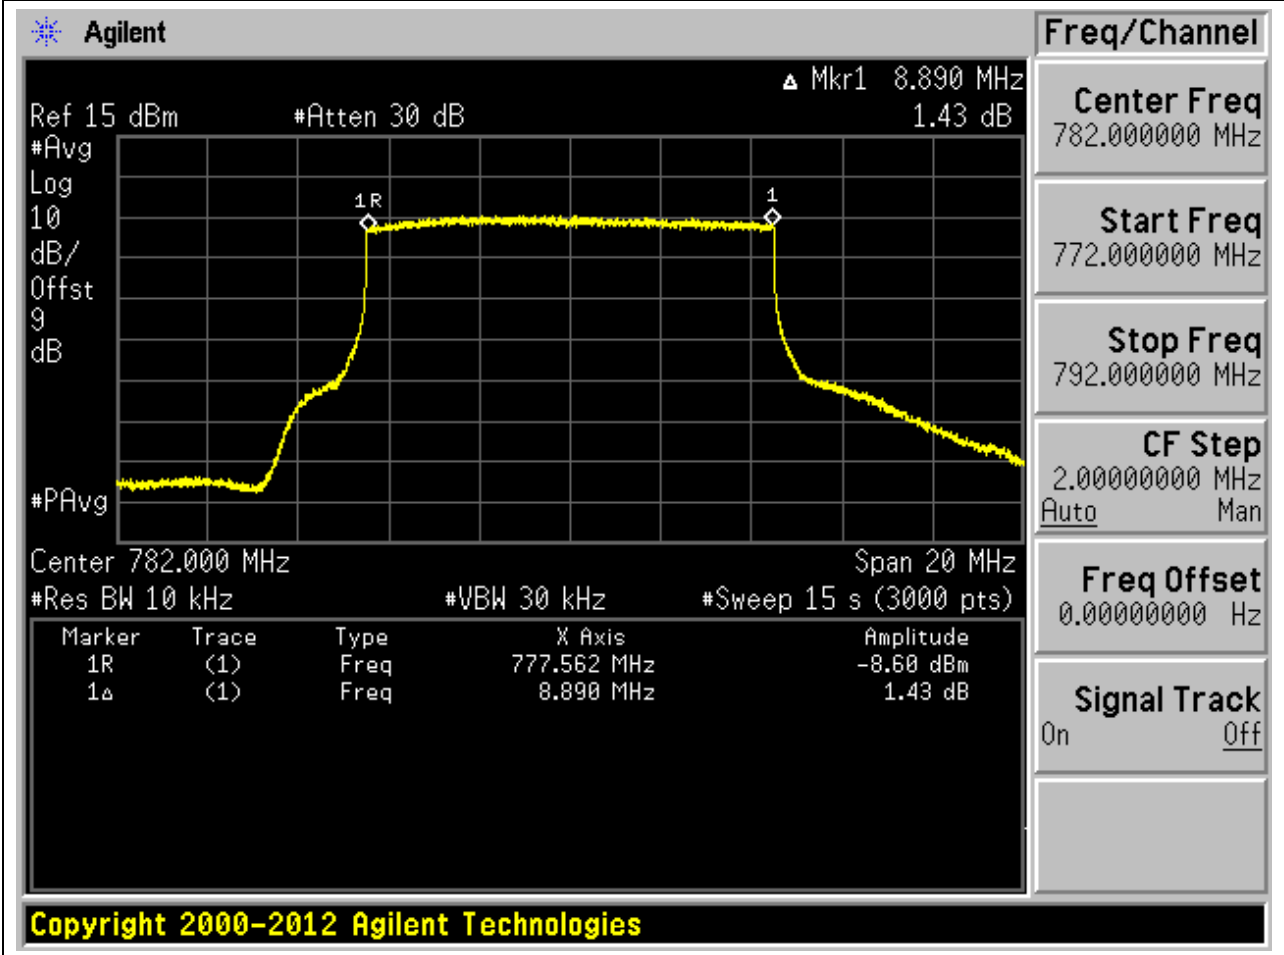 Agilent
Freq/Channel
Δ Mkr1 8.890 MHz
Ref 15 dBm #Atten 30 dB 1.43 dB
#Avg
Log
10
dB/
Offst
9
dB
#PAvg
1R
1
Center 782.000 MHz Span 20 MHz
#Res BW 10 kHz #VBW 30 kHz #Sweep 15 s (3000 pts)
Marker Trace Type X Axis Amplitude
1R (1) Freq 777.562 MHz -8.60 dBm
1Δ (1) Freq 8.890 MHz 1.43 dB
Center Freq
782.000000 MHz
Start Freq
772.000000 MHz
Stop Freq
792.000000 MHz
CF Step
2.00000000 MHz
Auto Man
Freq Offset
0.00000000 Hz
Signal Track
On Off
Copyright 2000-2012 Agilent Technologies